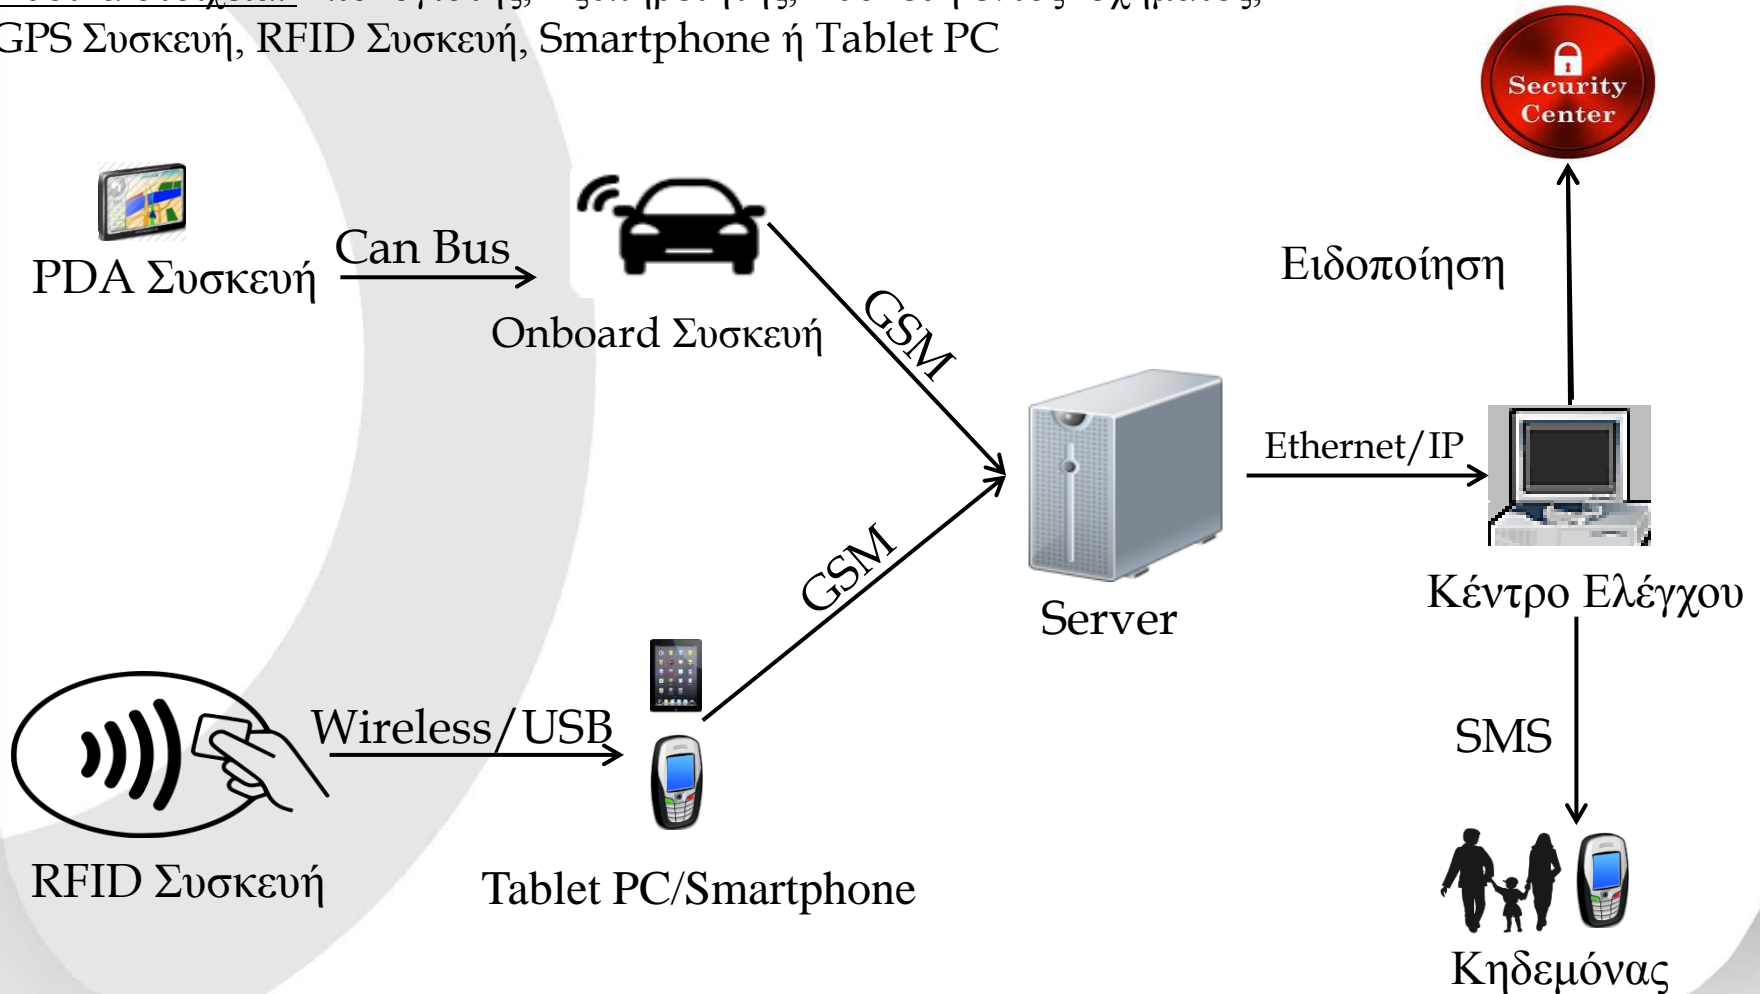 GPS Συσκευή, RFID Συσκευή, Smartphone ή Tablet PC
Security
Center
PDA Συσκευή
Can Bus
Onboard Συσκευή
GSM
Ειδοποίηση
Ethernet/IP
Server
Κέντρο Ελέγχου
GSM
Wireless/USB
SMS
RFID Συσκευή
Tablet PC/Smartphone
Κηδεμόνας